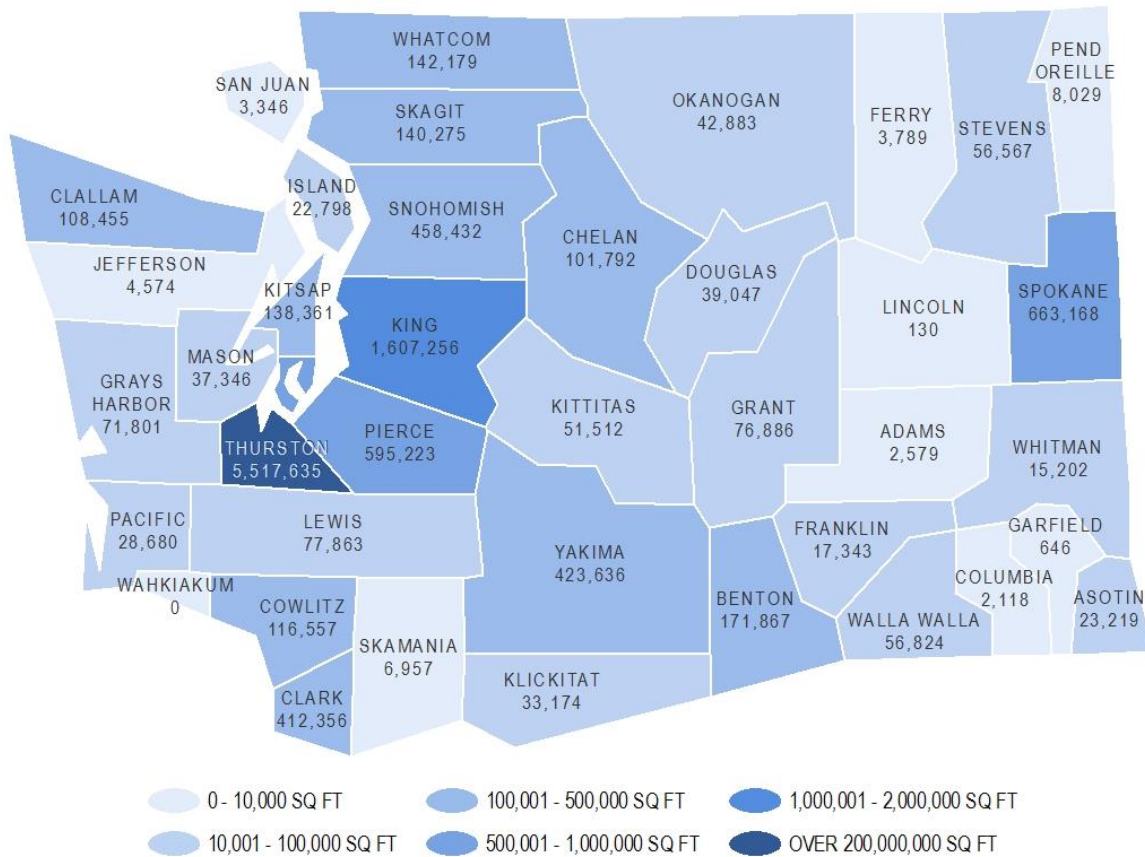 WHATCOM
142,179
SAN JUAN
3,346
SKAGIT
140,275
OKANOGAN
42,883
FERRY
3,789
STEVENS
56,567
PEND
OREILLE
8,029
CLALLAM
108,455
ISLAND
22,798
SNOHOMISH
458,432
CHELAN
101,792
DOUGLAS
39,047
JEFFERSON
4,574
KITSAP
138,361
KING
1,607,256
LINCOLN
130
SPOKANE
663,168
MASON
37,346
GRAYS
HARBOR
71,801
THURSTON
5,517,635
PIERCE
595,223
KITTITAS
51,512
GRANT
76,886
ADAMS
2,579
WHITMAN
15,202
PACIFIC
28,680
LEWIS
77,863
YAKIMA
423,636
FRANKLIN
17,343
GARFIELD
646
WAHKIAKUM
0
COWLITZ
116,557
SKAMANIA
6,957
BENTON
171,867
WALLA WALLA
56,824
COLUMBIA
2,118
ASOTIN
23,219
CLARK
412,356
KLICKITAT
33,174
0 - 10,000 SQ FT
100,001 - 500,000 SQ FT
1,000,001 - 2,000,000 SQ FT
10,001 - 100,000 SQ FT
500,001 - 1,000,000 SQ FT
OVER 200,000,000 SQ FT